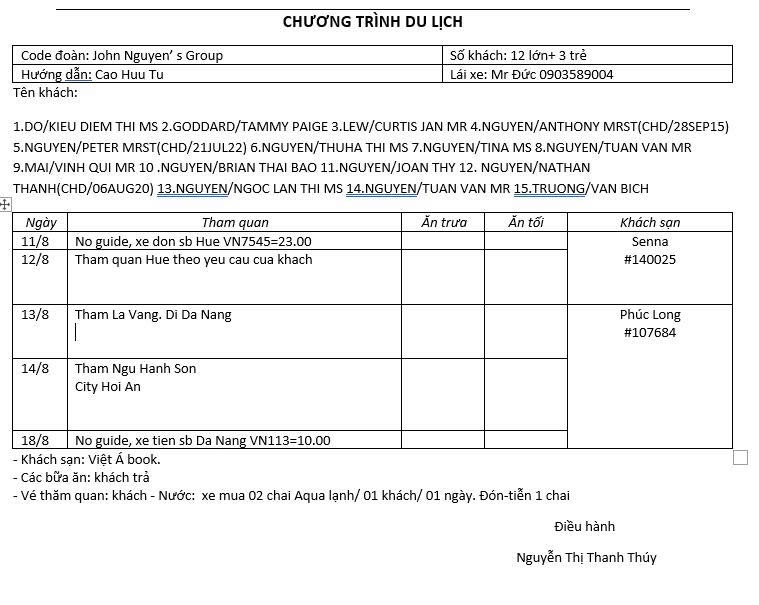 CHƯƠNG TRÌNH DU LỊCH
Code đoàn: John Nguyen’ s Group Số khách: 12 lớn+ 3 trẻ
Hướng dẫn: Cao Huu Tu Lái xe: Mr Đức 0903589004
Tên khách:
1.DO/KIEU DIEM THI MS 2.GODDARD/TAMMY PAIGE 3.LEW/CURTIS JAN MR 4.NGUYEN/ANTHONY MRST(CHD/28SEP15)
5.NGUYEN/PETER MRST(CHD/21JUL22) 6.NGUYEN/THUHA THI MS 7.NGUYEN/TINA MS 8.NGUYEN/TUAN VAN MR
9.MAI/VINH QUI MR 10 .NGUYEN/BRIAN THAI BAO 11.NGUYEN/JOAN THY 12. NGUYEN/NATHAN
THANH(CHD/06AUG20) 13.NGUYEN/NGOC LAN THI MS 14.NGUYEN/TUAN VAN MR 15.TRUONG/VAN BICH
Ngày Tham quan Ăn trưa Ăn tối Khách sạn
11/8 No guide, xe don sb Hue VN7545=23.00 Senna
12/8 Tham quan Hue theo yeu cau cua khach #140025
13/8 Tham La Vang. Di Da Nang Phúc Long
#107684
14/8 Tham Ngu Hanh Son
City Hoi An
18/8 No guide, xe tien sb Da Nang VN113=10.00
- Khách sạn: Việt Á book.
- Các bữa ăn: khách trả
- Vé thăm quan: khách - Nước: xe mua 02 chai Aqua lạnh/ 01 khách/ 01 ngày. Đón-tiễn 1 chai
Điều hành
Nguyễn Thị Thanh Thúy